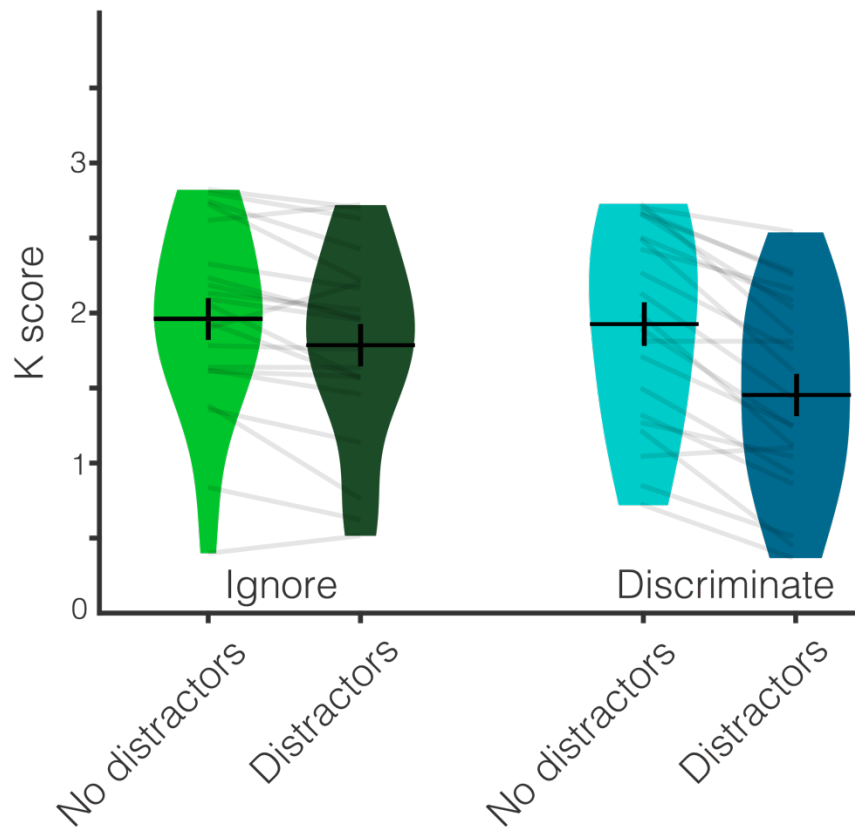 K score
3
2
1
0
Ignore
Discriminate
No distractors
Distractors
No distractors
Distractors